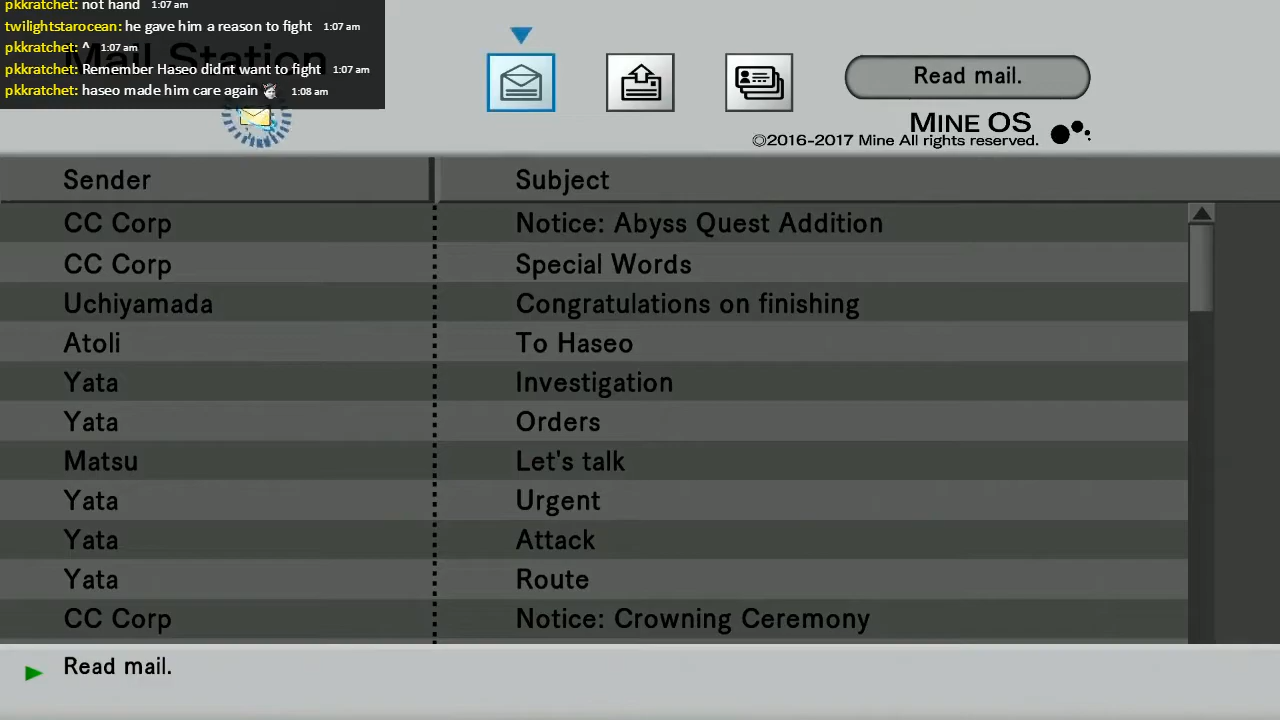 pkkratchet: not hand 1:07 am
twilightstarocean: he gave him a reason to fight 1:07 am
pkkratchet: ^ 1:07 am
pkkratchet: Remember Haseo didnt want to fight 1:07 am
pkkratchet: haseo made him care again 1:08 am
Mail Station
Read mail.
MINE OS
©2016-2017 Mine All rights reserved.
Sender Subject
CC Corp Notice: Abyss Quest Addition
CC Corp Special Words
Uchiyamada Congratulations on finishing
Atoli To Haseo
Yata Investigation
Yata Orders
Matsu Let's talk
Yata Urgent
Yata Attack
Yata Route
CC Corp Notice: Crowning Ceremony
Read mail.